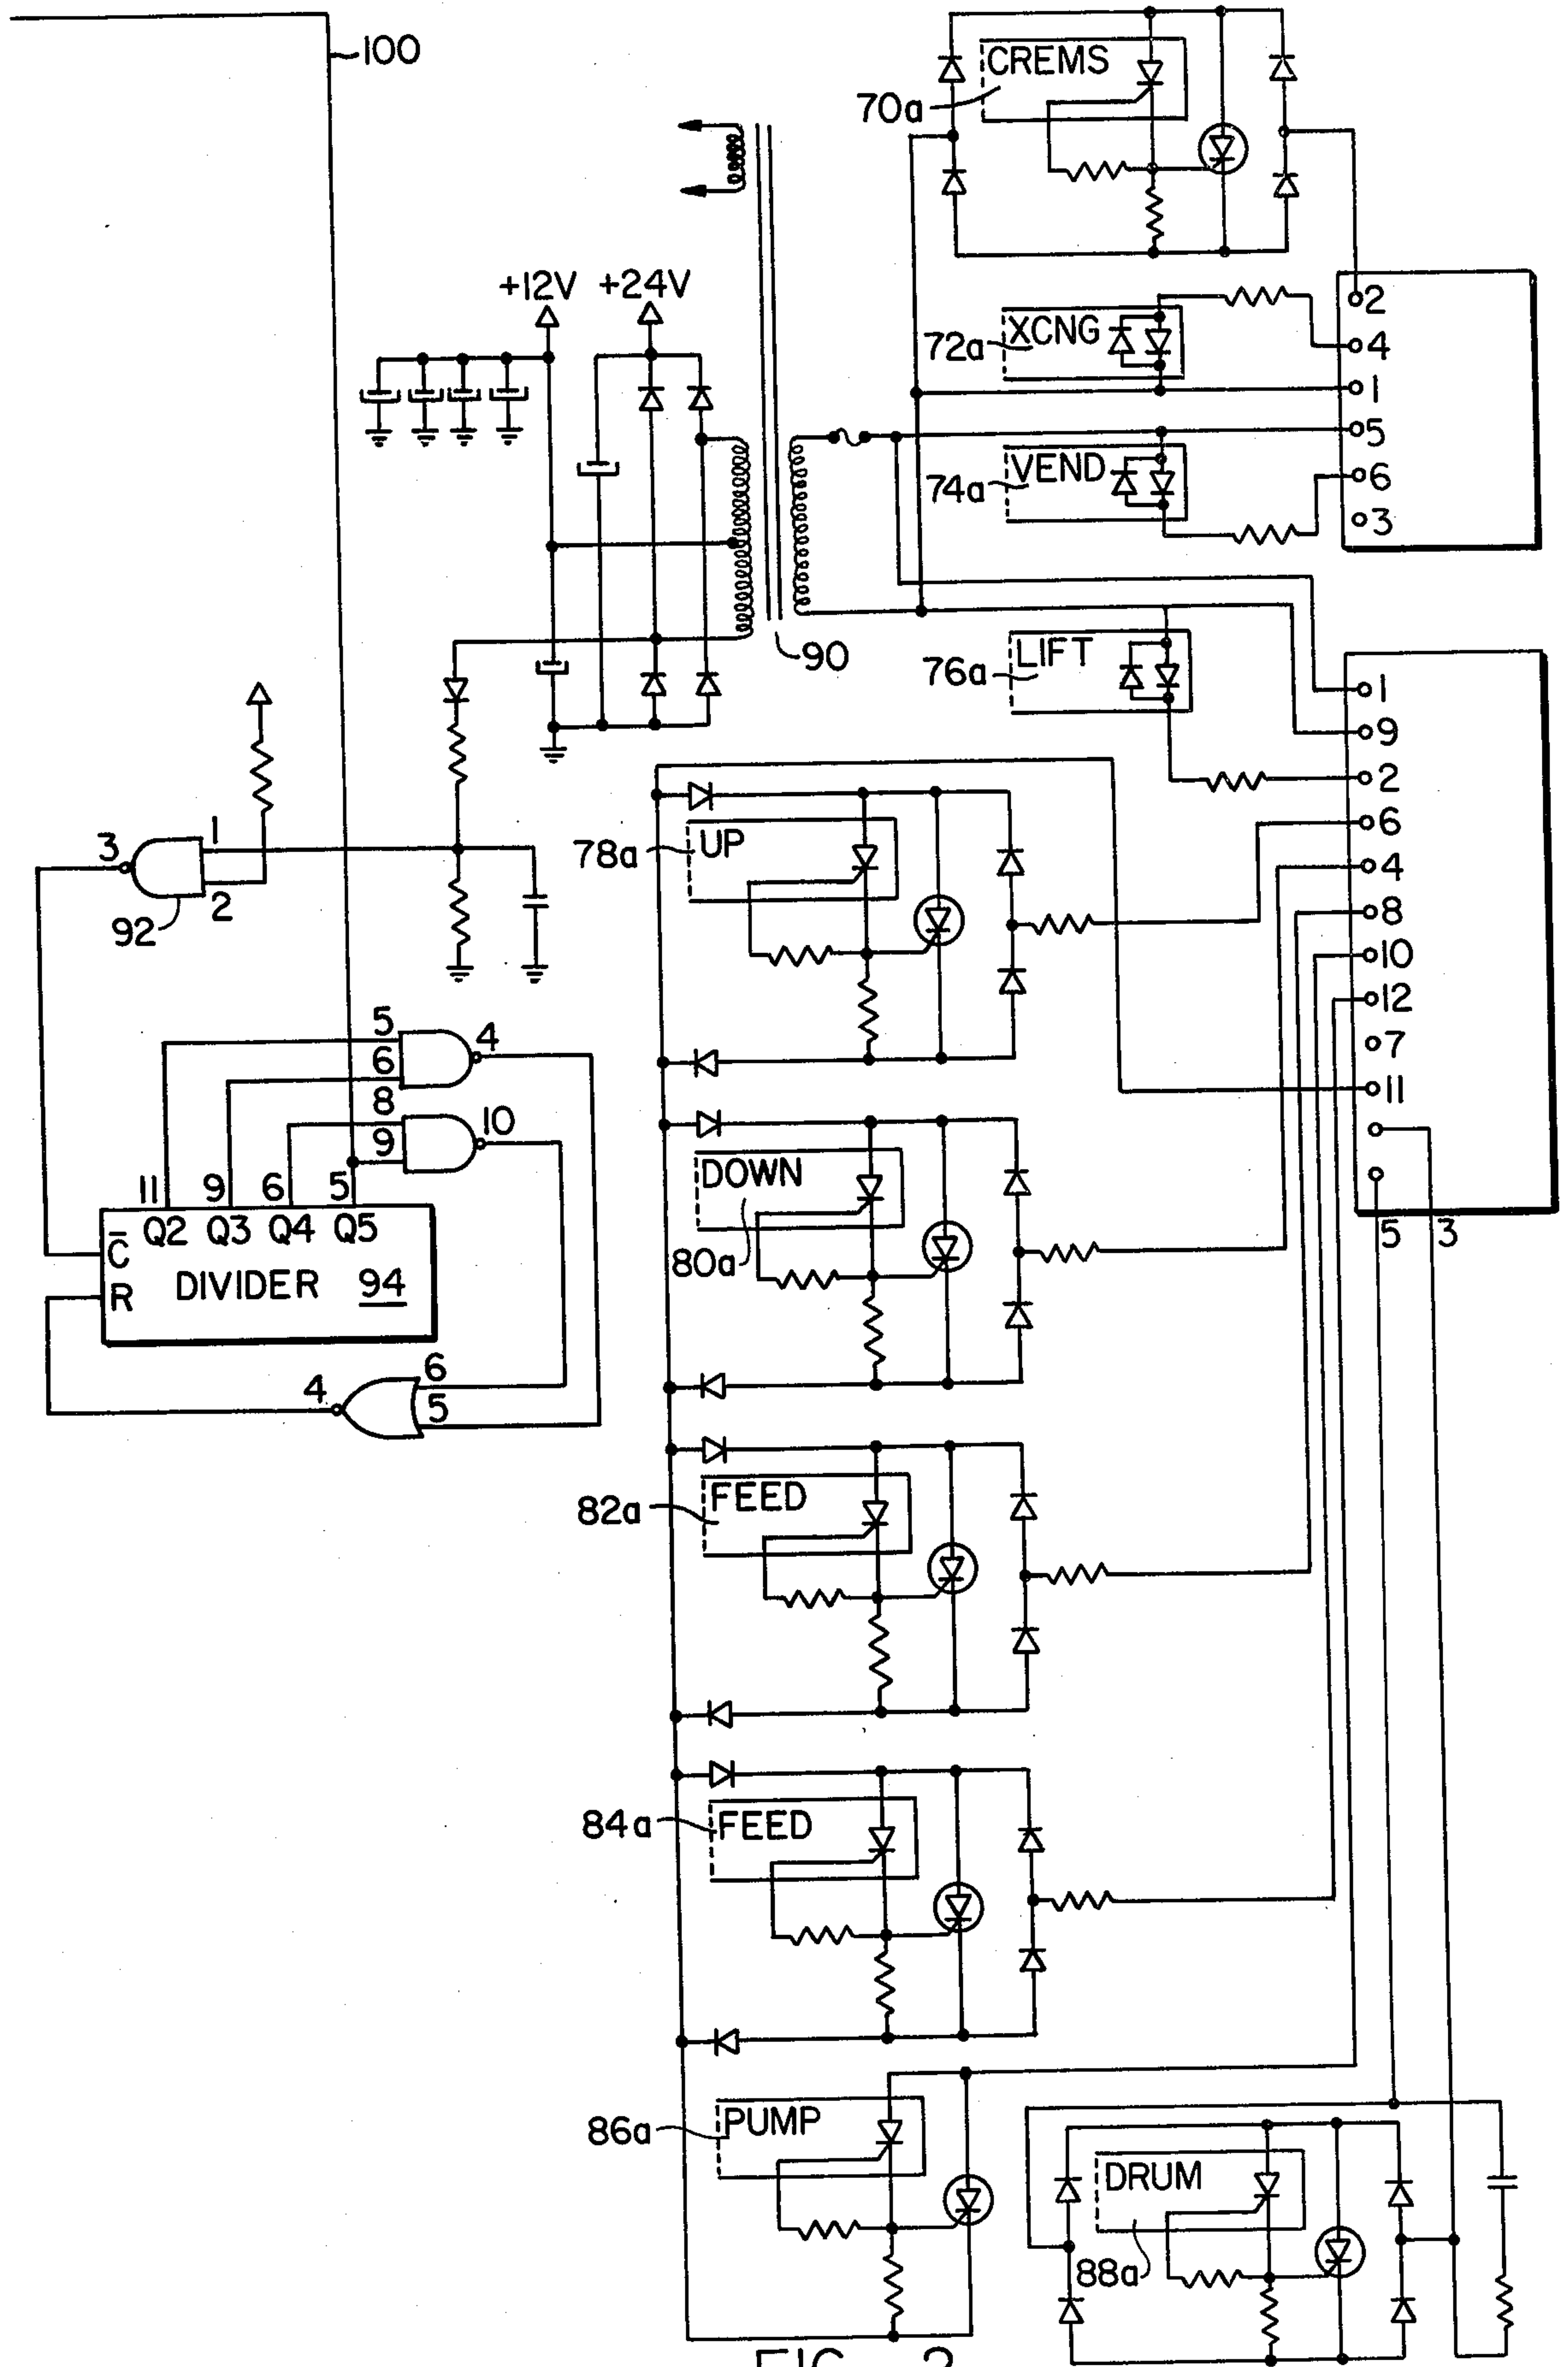 100
CREMS
70a
+12V +24V
2
XCNG
72a
4
1
5
VEND
74a
6
3
90
LIFT
76a
1
9
2
6
4
8
10
12
7
11
5 3
UP
78a
3 1
2
92
5
6 4
8
9 10
11 9 6 5
Q2 Q3 Q4 Q5
C̅
R
DIVIDER 94
DOWN
80a
4 6
5
FEED
82a
FEED
84a
PUMP
86a
DRUM
88a